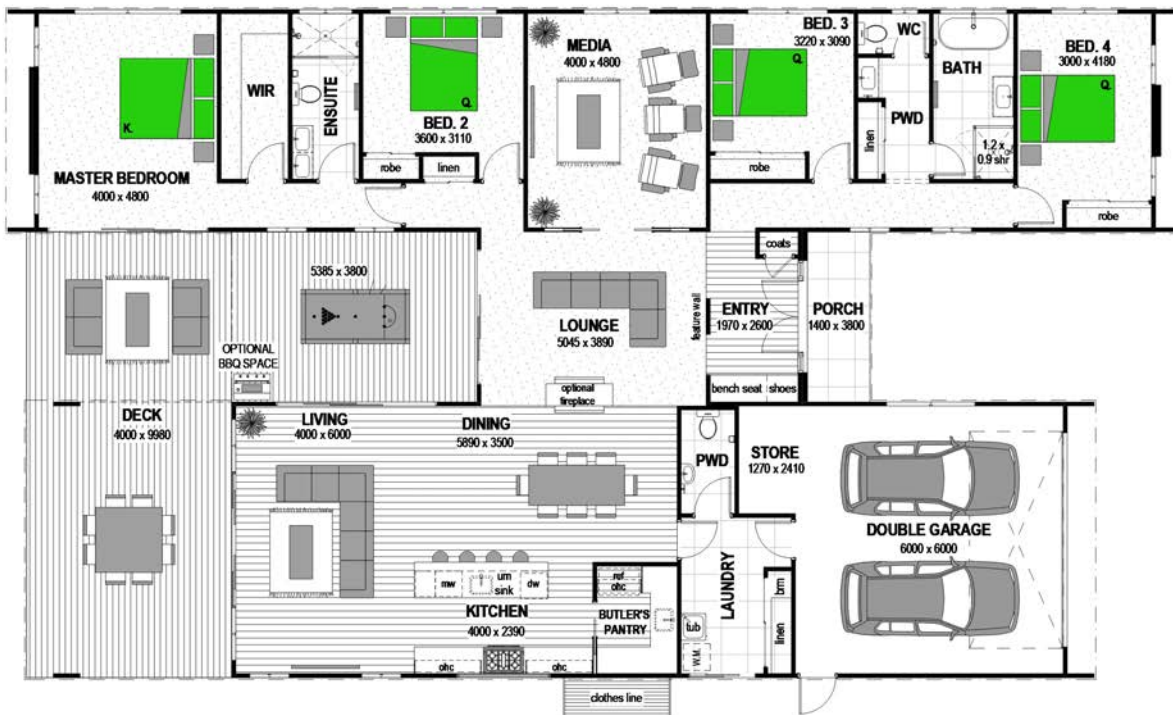 MASTER BEDROOM
4000 x 4800
K.
WIR
ENSUITE
BED. 2
3600 x 3110
Q.
robe
linen
MEDIA
4000 x 4800
BED. 3
3220 x 3090
Q.
robe
WC
PWD
linen
BATH
1.2 x
0.9 shr
BED. 4
3000 x 4180
Q.
robe
5385 x 3800
OPTIONAL
BBQ SPACE
LOUNGE
5045 x 3890
optional
fireplace
feature wall
coats
ENTRY
1970 x 2600
bench seat
shoes
PORCH
1400 x 3800
DECK
4000 x 9980
LIVING
4000 x 6000
DINING
5890 x 3500
PWD
STORE
1270 x 2410
DOUBLE GARAGE
6000 x 6000
mw
um
sink
dw
KITCHEN
4000 x 2390
ohc
ohc
ref.
ohc
BUTLER'S
PANTRY
LAUNDRY
tub
W.M.
brm
linen
clothes line